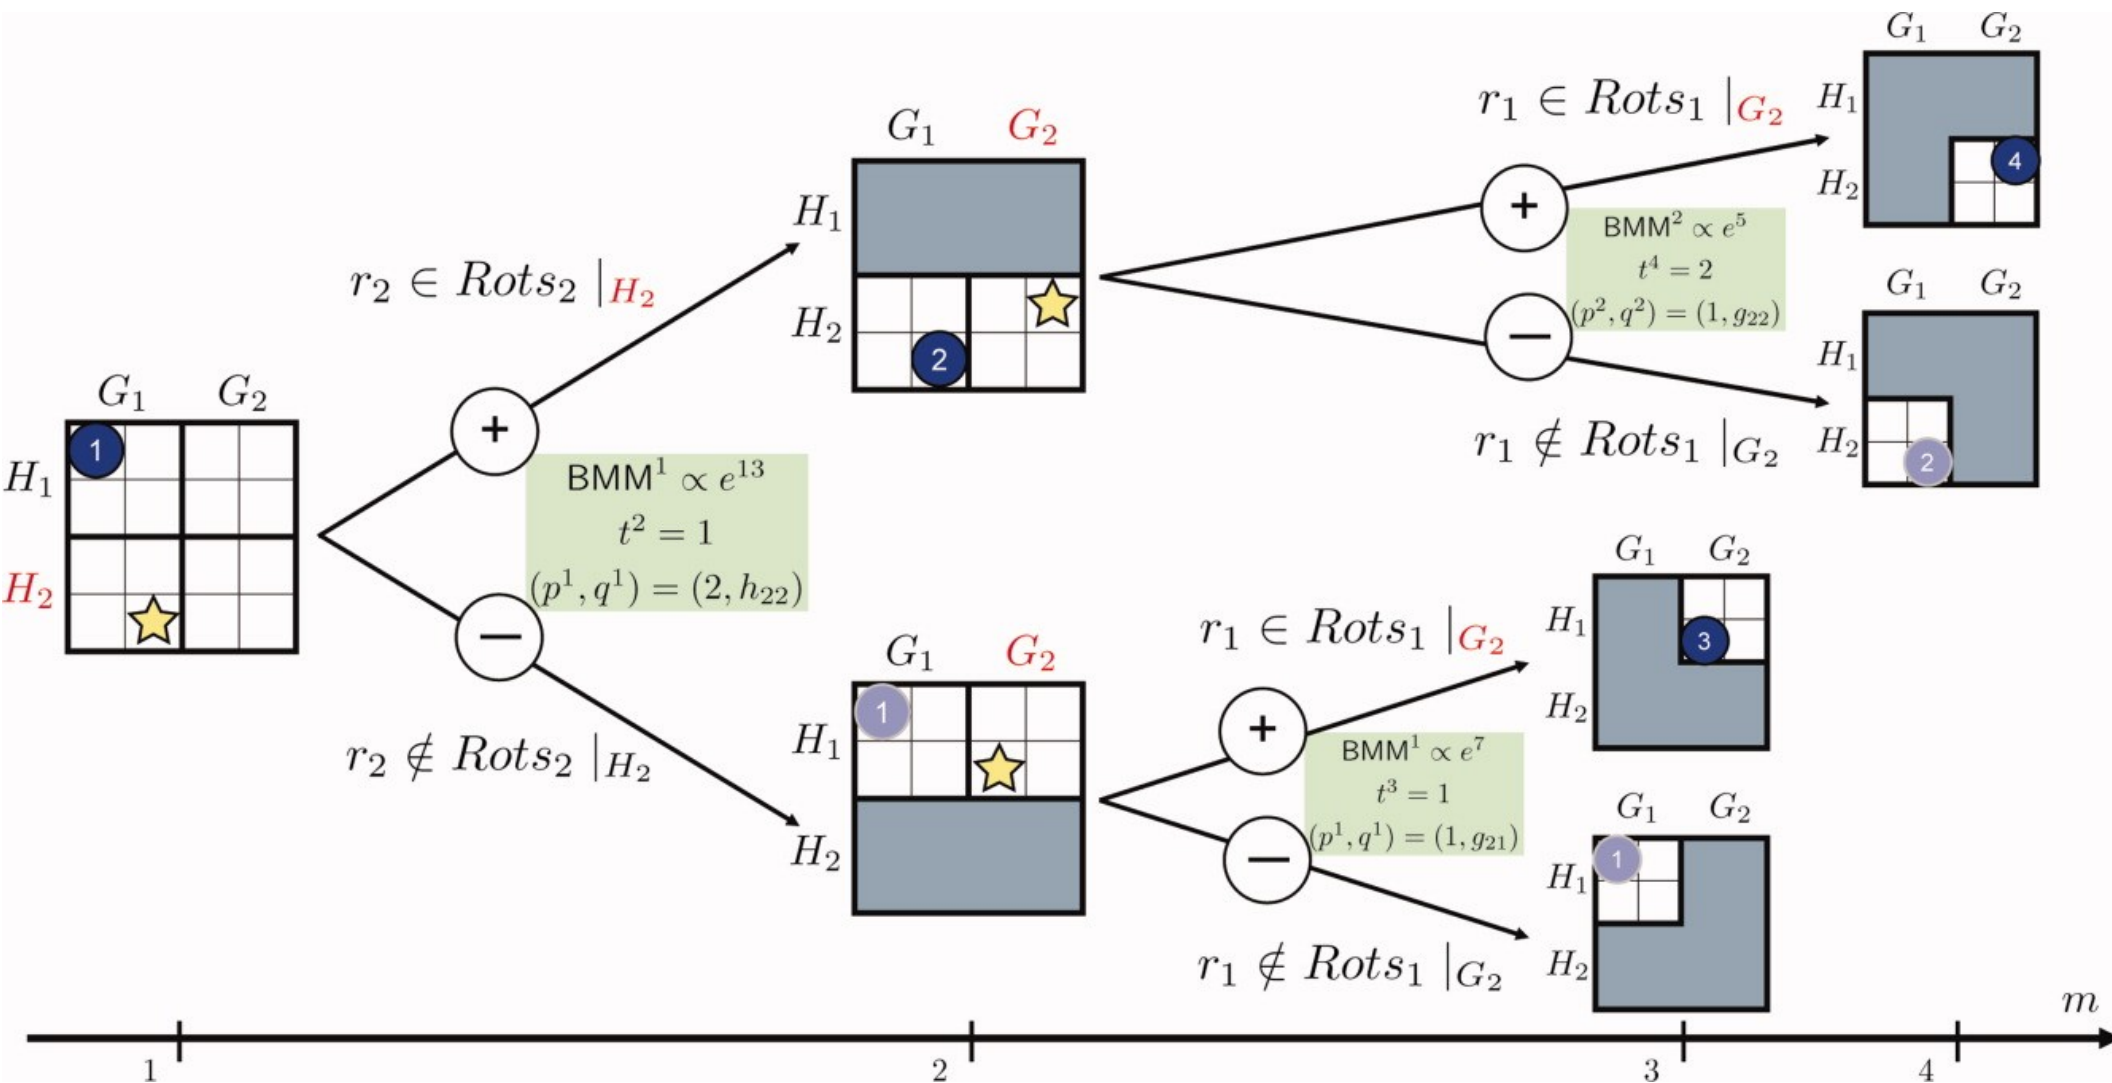 G₁ G₂
H₁
H₂
1
r₂ ∈ Rots₂ |H₂
+
BMM¹ ∝ e¹³
t² = 1
(p¹, q¹) = (2, h₂₂)
−
r₂ ∉ Rots₂ |H₂
G₁ G₂
H₁
H₂
2
G₁ G₂
1
H₁
H₂
r₁ ∈ Rots₁ |G₂
+
BMM² ∝ e⁵
t⁴ = 2
(p², q²) = (1, g₂₂)
−
r₁ ∉ Rots₁ |G₂
G₁ G₂
H₁
4
H₂
G₁ G₂
H₁
H₂
2
r₁ ∈ Rots₁ |G₂
+
BMM¹ ∝ e⁷
t³ = 1
(p¹, q¹) = (1, g₂₁)
−
r₁ ∉ Rots₁ |G₂
G₁ G₂
H₁
3
H₂
G₁ G₂
1
H₁
H₂
m
1 2 3 4